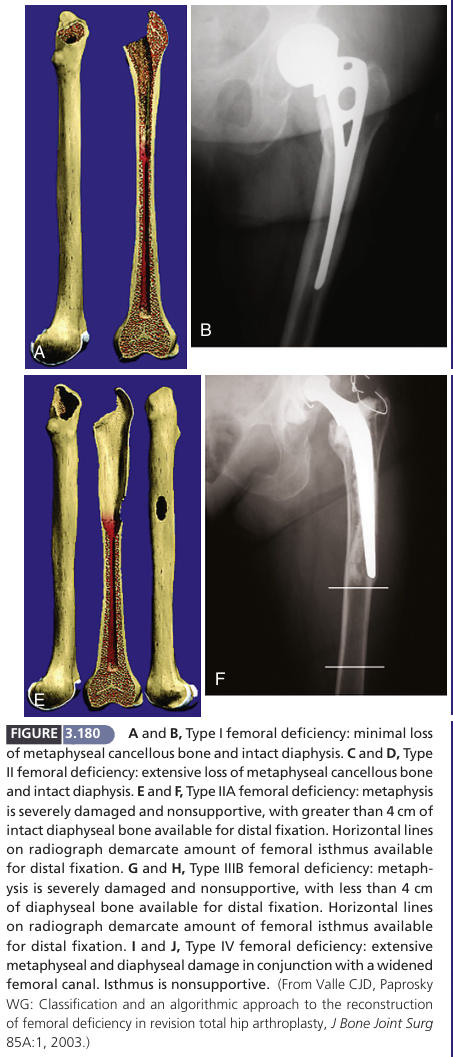 A
B
E
F
FIGURE 3.180 A and B, Type I femoral deficiency: minimal loss
of metaphyseal cancellous bone and intact diaphysis. C and D, Type
II femoral deficiency: extensive loss of metaphyseal cancellous bone
and intact diaphysis. E and F, Type IIA femoral deficiency: metaphysis
is severely damaged and nonsupportive, with greater than 4 cm of
intact diaphyseal bone available for distal fixation. Horizontal lines
on radiograph demarcate amount of femoral isthmus available
for distal fixation. G and H, Type IIIB femoral deficiency: metaph-
ysis is severely damaged and nonsupportive, with less than 4 cm
of diaphyseal bone available for distal fixation. Horizontal lines
on radiograph demarcate amount of femoral isthmus available
for distal fixation. I and J, Type IV femoral deficiency: extensive
metaphyseal and diaphyseal damage in conjunction with a widened
femoral canal. Isthmus is nonsupportive. (From Valle CJD, Paprosky
WG: Classification and an algorithmic approach to the reconstruction
of femoral deficiency in revision total hip arthroplasty, J Bone Joint Surg
85A:1, 2003.)